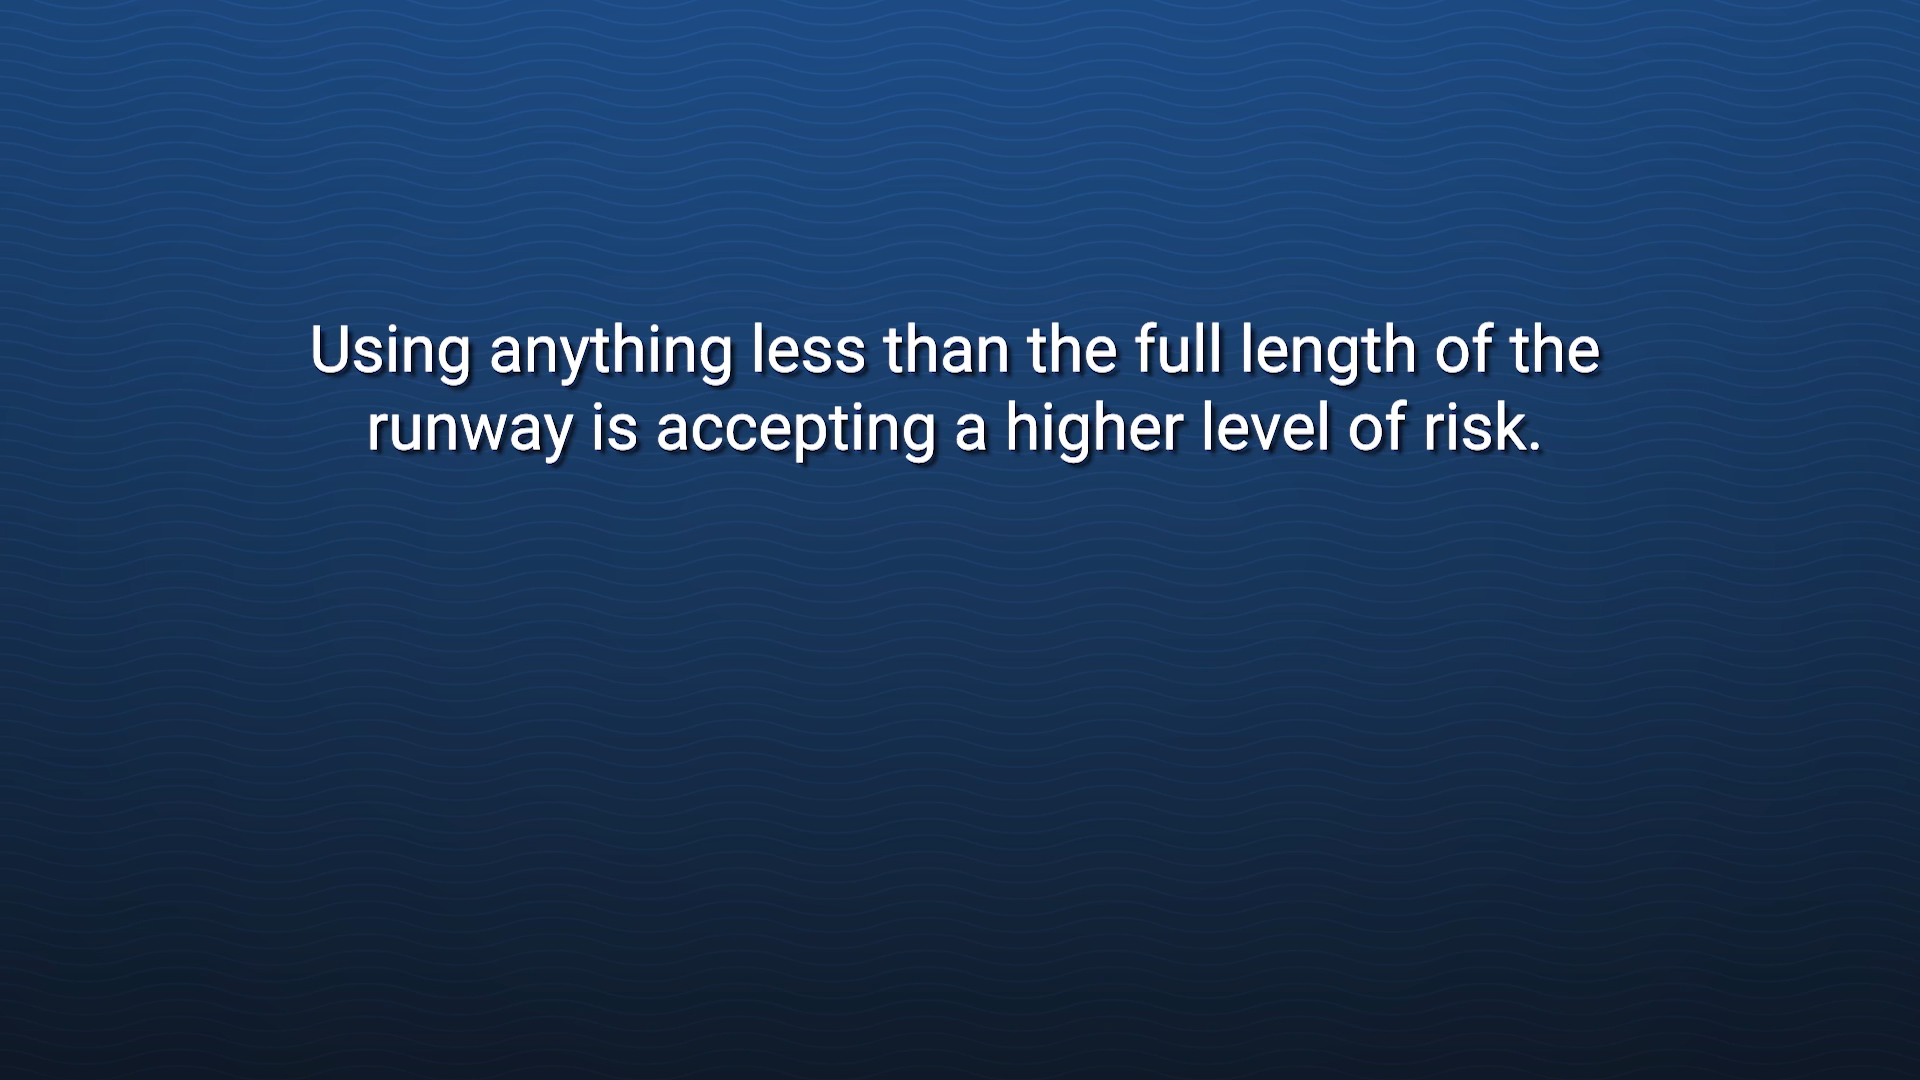 Using anything less than the full length of the
runway is accepting a higher level of risk.